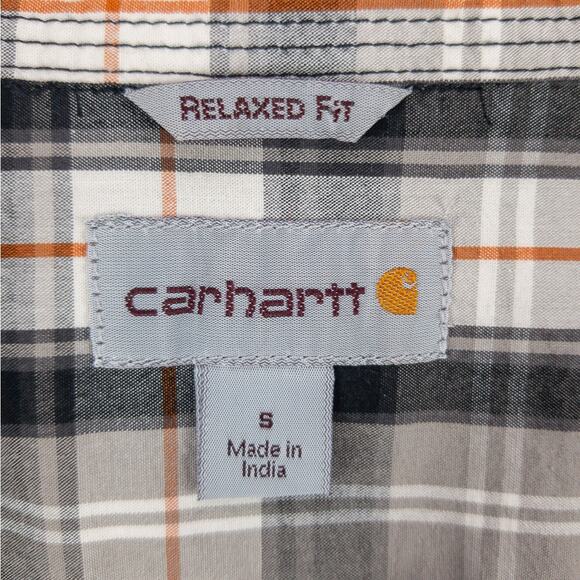 RELAXED FIT
carhartt
S
Made in
India